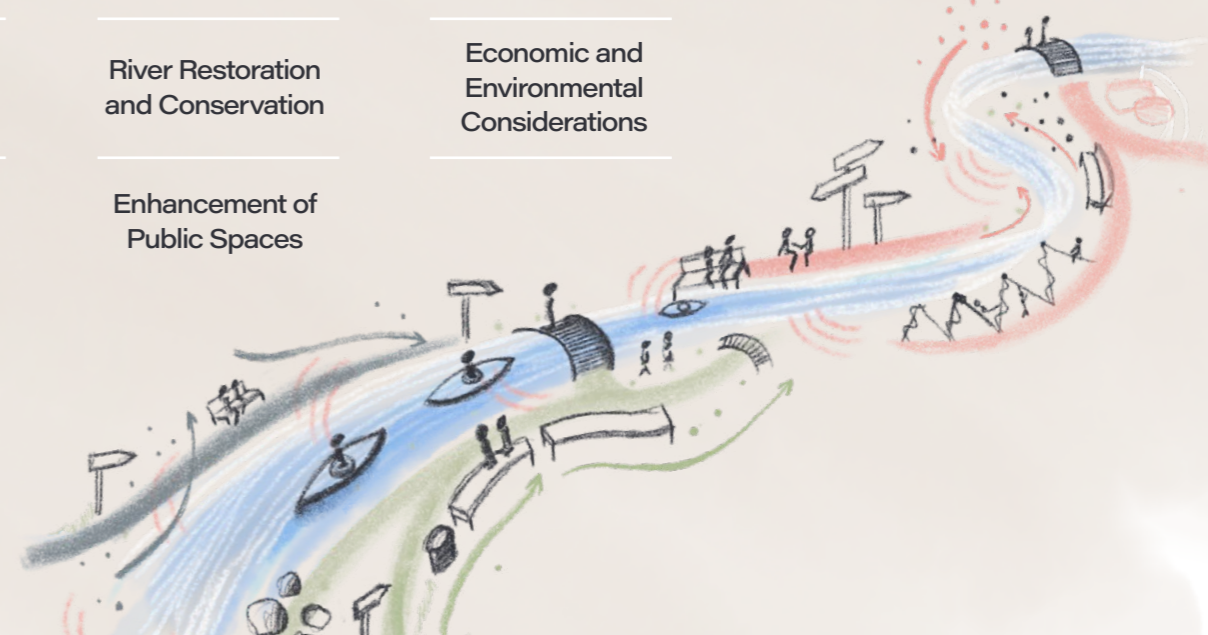 River Restoration
and Conservation
Economic and
Environmental
Considerations
Enhancement of
Public Spaces